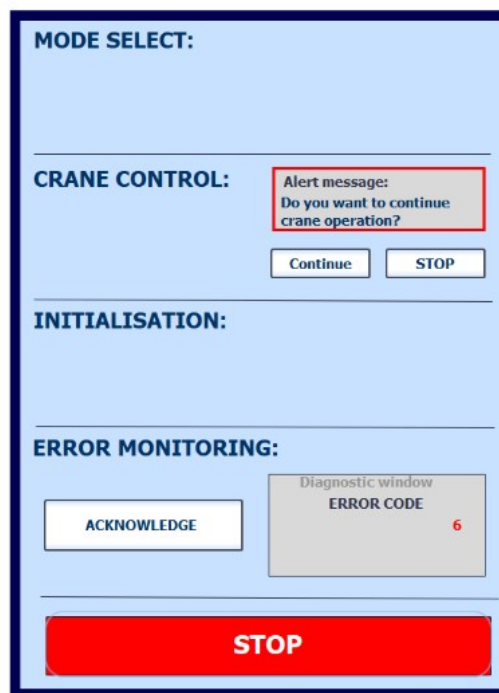 MODE SELECT:
CRANE CONTROL:
Alert message:
Do you want to continue
crane operation?
Continue
STOP
INITIALISATION:
ERROR MONITORING:
Diagnostic window
ERROR CODE
6
ACKNOWLEDGE
STOP